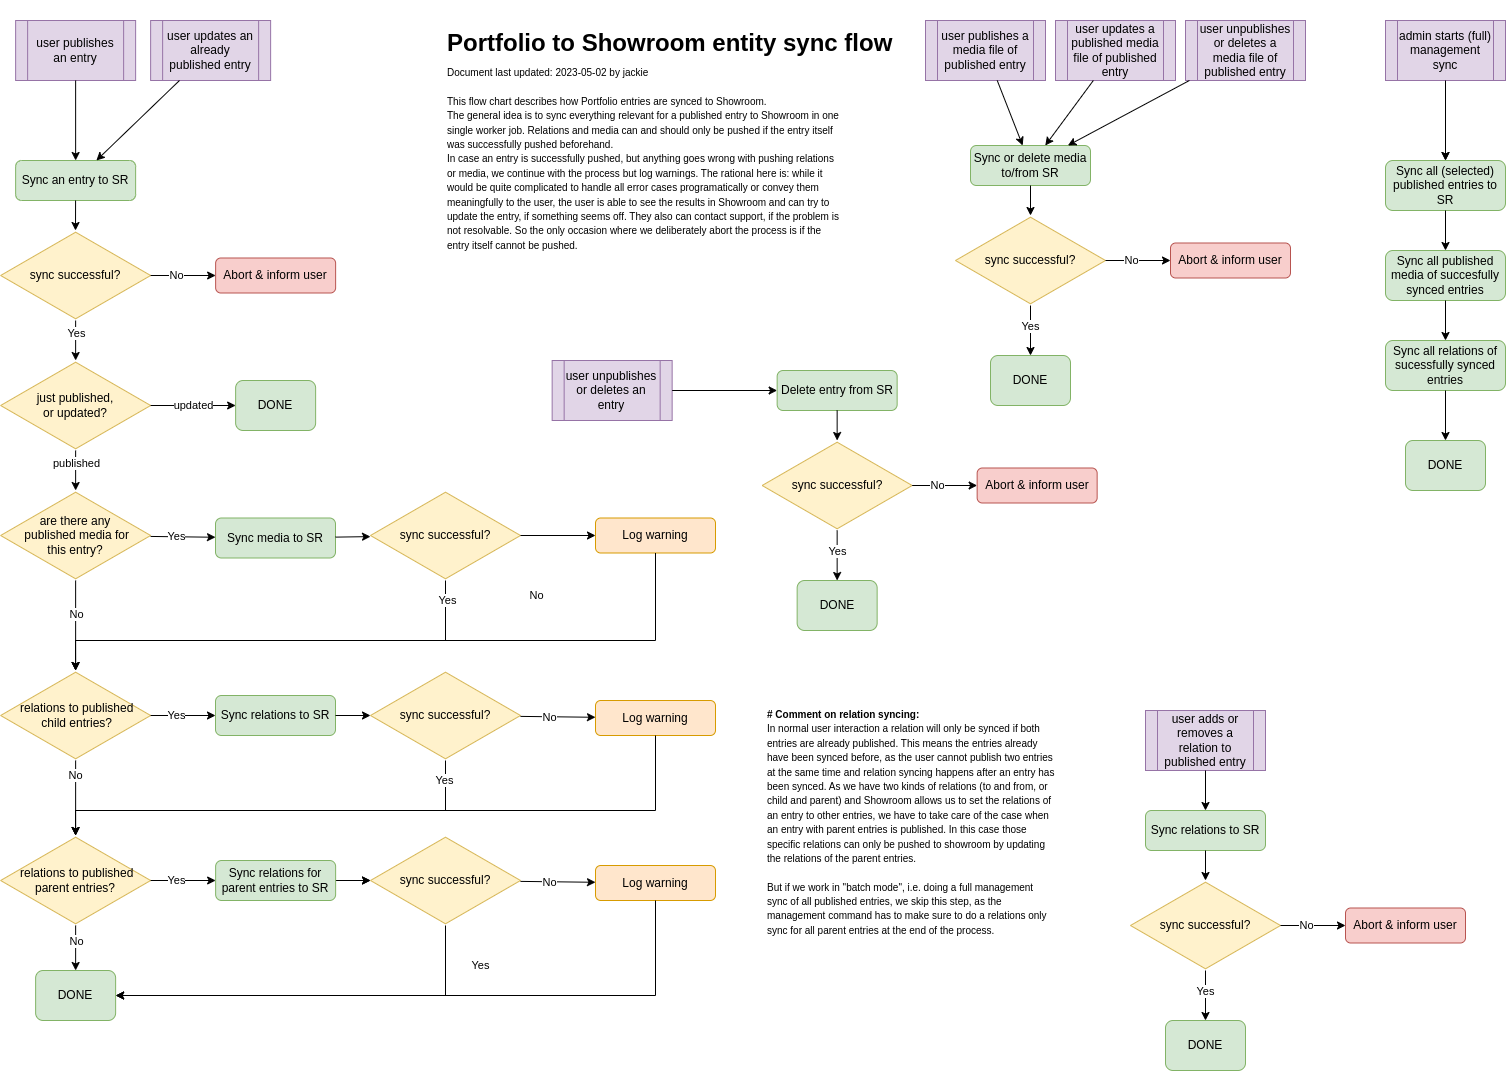 user publishes
an entry
user updates an
already
published entry
Sync an entry to SR
sync successful?
No
Abort & inform user
Yes
just published,
or updated?
updated
DONE
published
are there any
published media for
this entry?
Yes
Sync media to SR
sync successful?
Log warning
No
Yes
No
relations to published
child entries?
Yes
Sync relations to SR
sync successful?
No
Log warning
No
Yes
relations to published
parent entries?
Yes
Sync relations for
parent entries to SR
sync successful?
No
Log warning
No
Yes
DONE
Portfolio to Showroom entity sync flow
Document last updated: 2023-05-02 by jackie
This flow chart describes how Portfolio entries are synced to Showroom.
The general idea is to sync everything relevant for a published entry to Showroom in one
single worker job. Relations and media can and should only be pushed if the entry itself
was successfully pushed beforehand.
In case an entry is successfully pushed, but anything goes wrong with pushing relations
or media, we continue with the process but log warnings. The rational here is: while it
would be quite complicated to handle all error cases programatically or convey them
meaningfully to the user, the user is able to see the results in Showroom and can try to
update the entry, if something seems off. They also can contact support, if the problem is
not resolvable. So the only occasion where we deliberately abort the process is if the
entry itself cannot be pushed.
user unpublishes
or deletes an
entry
Delete entry from SR
sync successful?
No
Abort & inform user
Yes
DONE
user publishes a
media file of
published entry
user updates a
published media
file of published
entry
user unpublishes
or deletes a
media file of
published entry
Sync or delete media
to/from SR
sync successful?
No
Abort & inform user
Yes
DONE
admin starts (full)
management
sync
Sync all (selected)
published entries to
SR
Sync all published
media of succesfully
synced entries
Sync all relations of
sucessfully synced
entries
DONE
# Comment on relation syncing:
In normal user interaction a relation will only be synced if both
entries are already published. This means the entries already
have been synced before, as the user cannot publish two entries
at the same time and relation syncing happens after an entry has
been synced. As we have two kinds of relations (to and from, or
child and parent) and Showroom allows us to set the relations of
an entry to other entries, we have to take care of the case when
an entry with parent entries is published. In this case those
specific relations can only be pushed to showroom by updating
the relations of the parent entries.
But if we work in "batch mode", i.e. doing a full management
sync of all published entries, we skip this step, as the
management command has to make sure to do a relations only
sync for all parent entries at the end of the process.
user adds or
removes a
relation to
published entry
Sync relations to SR
sync successful?
No
Abort & inform user
Yes
DONE